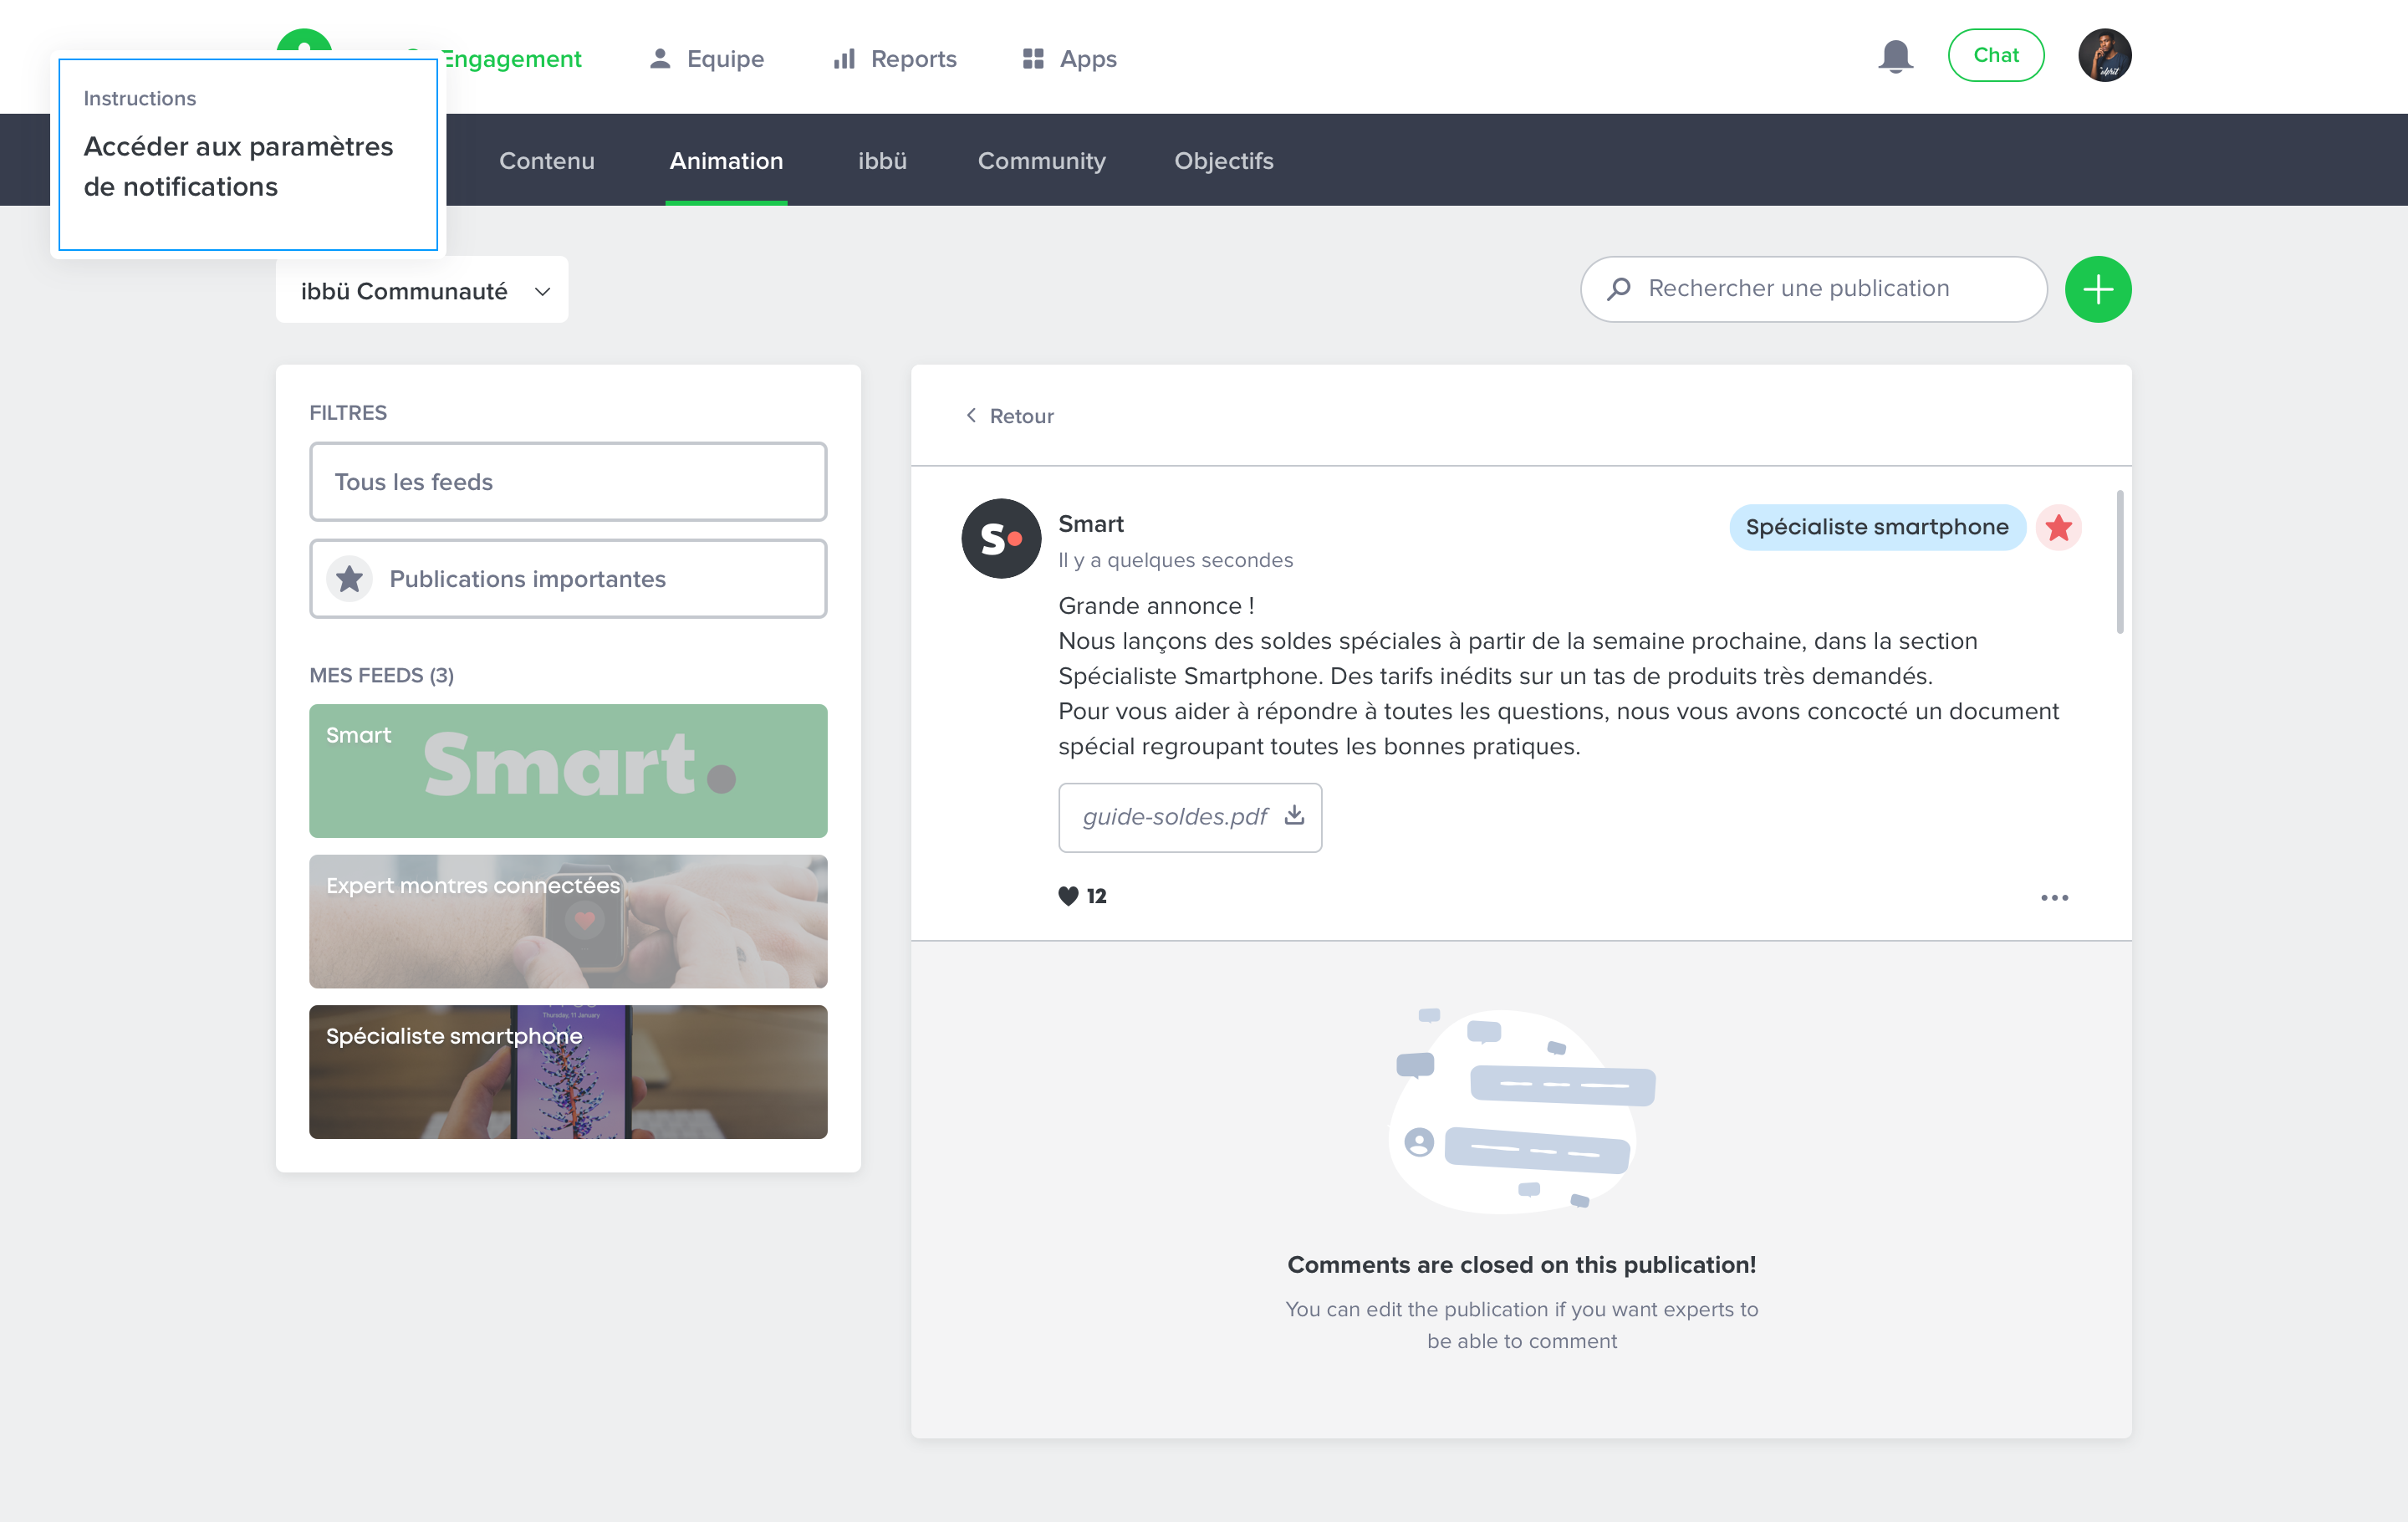 Engagement
Equipe
Reports
Apps
Chat
Instructions
Accéder aux paramètres
de notifications
Contenu
Animation
ibbü
Community
Objectifs
ibbü Communauté
Rechercher une publication
FILTRES
Tous les feeds
Publications importantes
MES FEEDS (3)
Smart
Smart.
Expert montres connectées
Thursday, 11 January
Spécialiste smartphone
Retour
S
Smart
Il y a quelques secondes
Spécialiste smartphone
Grande annonce !
Nous lançons des soldes spéciales à partir de la semaine prochaine, dans la section
Spécialiste Smartphone. Des tarifs inédits sur un tas de produits très demandés.
Pour vous aider à répondre à toutes les questions, nous vous avons concocté un document
spécial regroupant toutes les bonnes pratiques.
guide-soldes.pdf
12
Comments are closed on this publication!
You can edit the publication if you want experts to
be able to comment